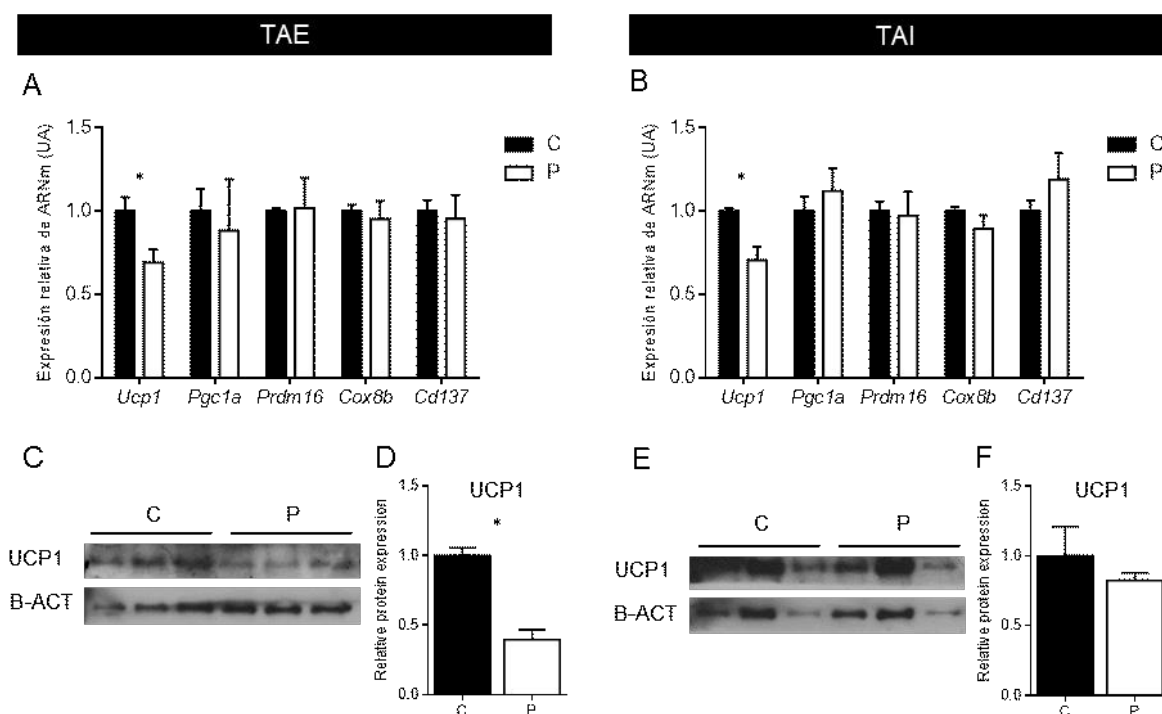 TAE
TAI
A
Expresión relativa de ARNm (UA)
1.5
1.0
0.5
0.0
*
C
P
Ucp1 Pgc1a Prdm16 Cox8b Cd137
B
Expresión relativa de ARNm (UA)
1.5
1.0
0.5
0.0
*
C
P
Ucp1 Pgc1a Prdm16 Cox8b Cd137
C
C P
UCP1
B-ACT
D
UCP1
Relative protein expression
1.5
1.0
0.5
0.0
*
C P
E
C P
UCP1
B-ACT
F
UCP1
Relative protein expression
1.5
1.0
0.5
0.0
C P